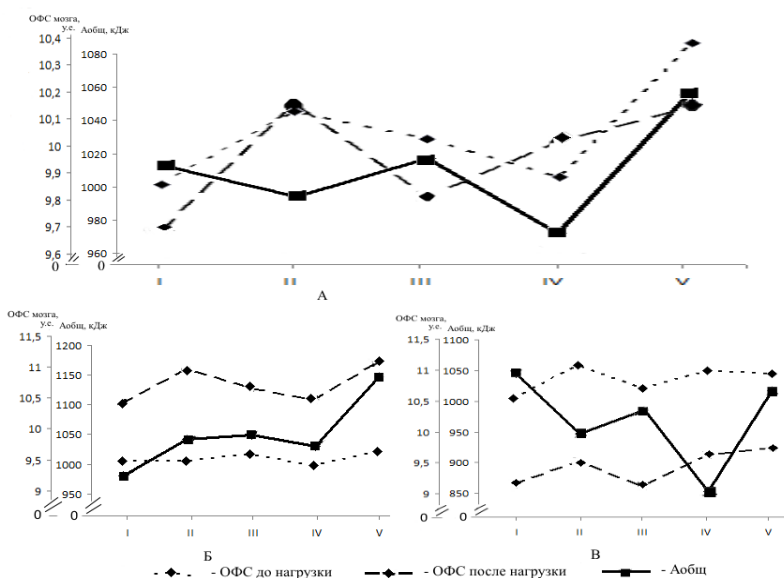 ОФС мозга,
у.е.
Аобщ, кДж
10,4
10,3
10,2
10,1
10
9,9
9,8
9,7
9,6
0
1080
1060
1040
1020
1000
980
960
0
I II III IV V
А
ОФС мозга,
у.е.
Аобщ, кДж
11,5
11
10,5
10
9,5
9
0
1200
1150
1100
1050
1000
950
0
I II III IV V
Б
ОФС мозга,
у.е.
Аобщ, кДж
11,5
11
10,5
10
9,5
9
0
1100
1050
1000
950
900
850
0
I II III IV V
В
- ОФС до нагрузки - ОФС после нагрузки - Аобщ